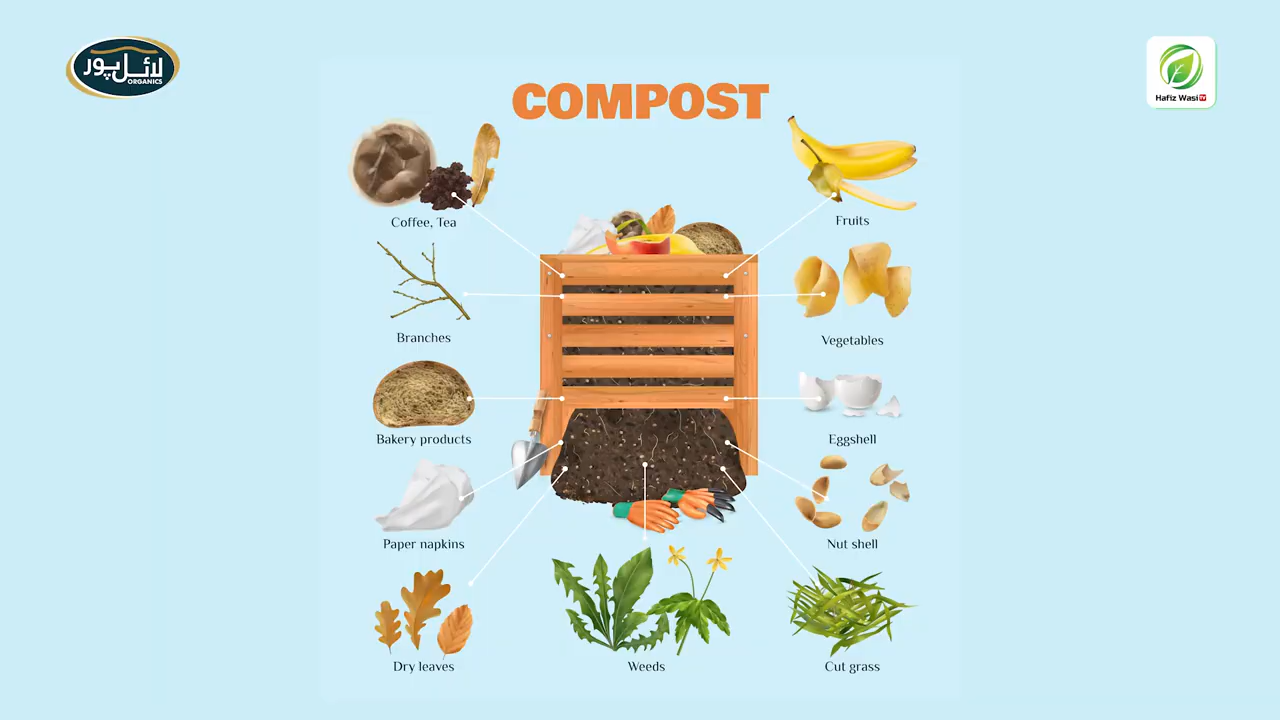 لائل پور
ORGANICS
Hafiz Wasi TV
COMPOST
Coffee, Tea
Fruits
Branches
Vegetables
Bakery products
Eggshell
Paper napkins
Nut shell
Dry leaves
Weeds
Cut grass